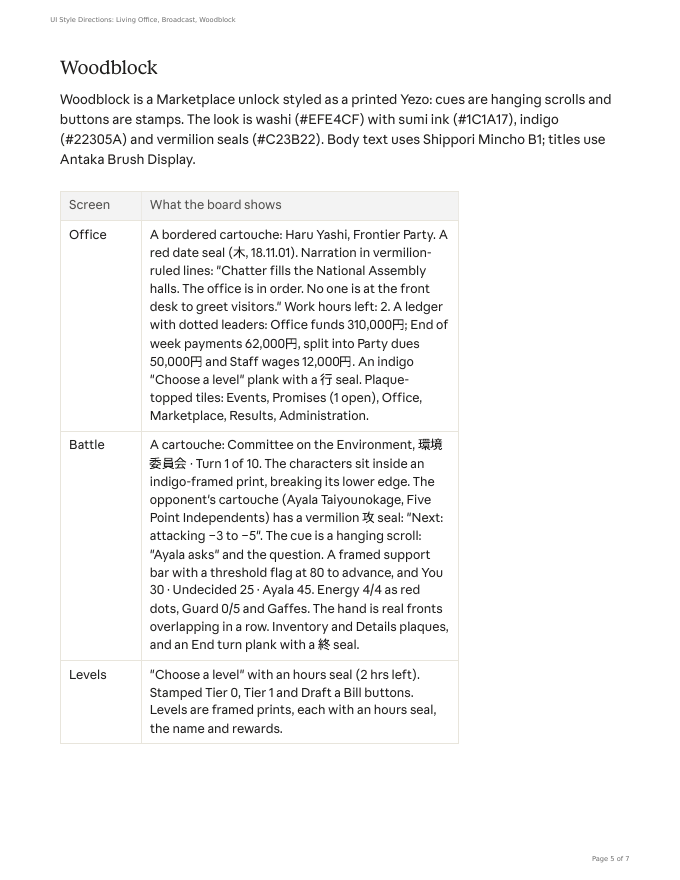 UI Style Directions: Living Office, Broadcast, Woodblock
Woodblock
Woodblock is a Marketplace unlock styled as a printed Yezo: cues are hanging scrolls and
buttons are stamps. The look is washi (#EFE4CF) with sumi ink (#1C1A17), indigo
(#22305A) and vermilion seals (#C23B22). Body text uses Shippori Mincho B1; titles use
Antaka Brush Display.
Screen
What the board shows
Office
A bordered cartouche: Haru Yashi, Frontier Party. A
red date seal (木, 18.11.01). Narration in vermilion-
ruled lines: "Chatter fills the National Assembly
halls. The office is in order. No one is at the front
desk to greet visitors." Work hours left: 2. A ledger
with dotted leaders: Office funds 310,000円; End of
week payments 62,000円, split into Party dues
50,000円 and Staff wages 12,000円. An indigo
"Choose a level" plank with a 行 seal. Plaque-
topped tiles: Events, Promises (1 open), Office,
Marketplace, Results, Administration.
Battle
A cartouche: Committee on the Environment, 環境
委員会 · Turn 1 of 10. The characters sit inside an
indigo-framed print, breaking its lower edge. The
opponent's cartouche (Ayala Taiyounokage, Five
Point Independents) has a vermilion 攻 seal: "Next:
attacking −3 to −5". The cue is a hanging scroll:
"Ayala asks" and the question. A framed support
bar with a threshold flag at 80 to advance, and You
30 · Undecided 25 · Ayala 45. Energy 4/4 as red
dots, Guard 0/5 and Gaffes. The hand is real fronts
overlapping in a row. Inventory and Details plaques,
and an End turn plank with a 終 seal.
Levels
"Choose a level" with an hours seal (2 hrs left).
Stamped Tier 0, Tier 1 and Draft a Bill buttons.
Levels are framed prints, each with an hours seal,
the name and rewards.
Page 5 of 7